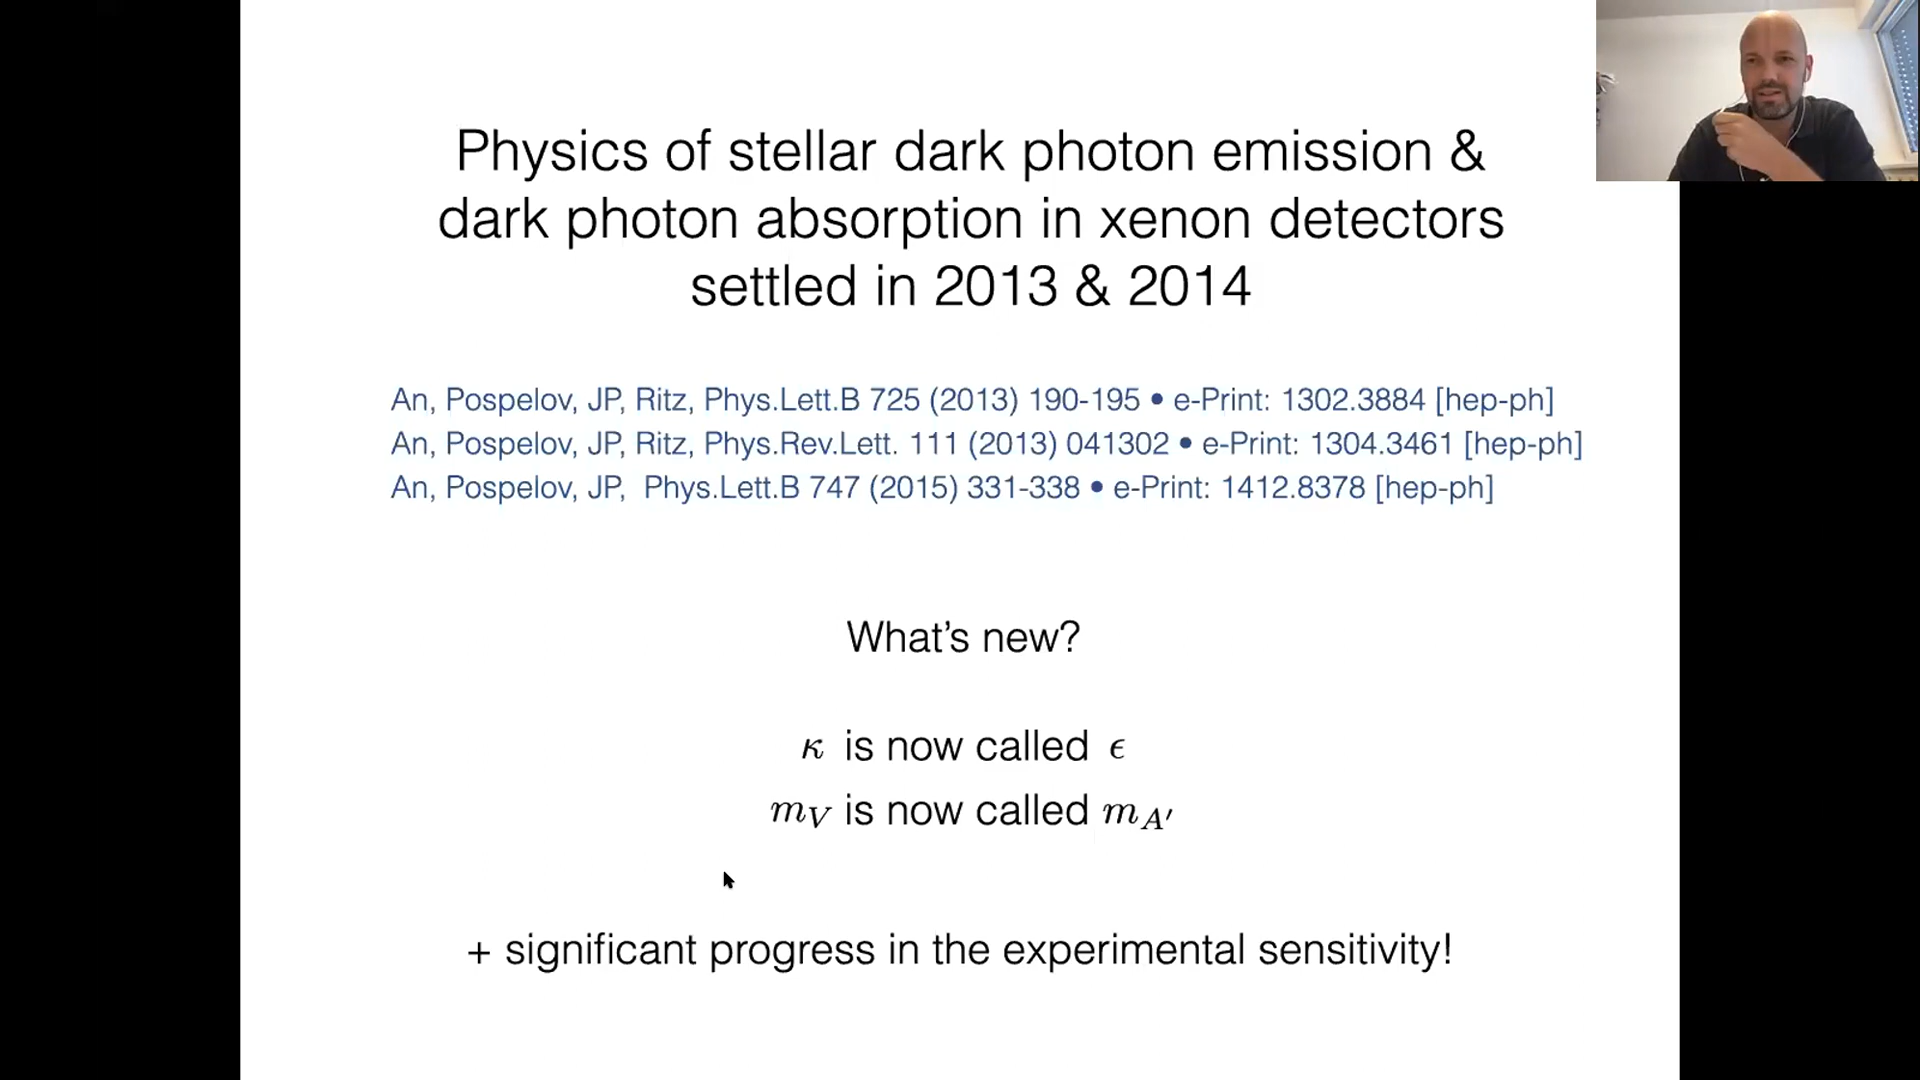 Physics of stellar dark photon emission &
dark photon absorption in xenon detectors
settled in 2013 & 2014
An, Pospelov, JP, Ritz, Phys.Lett.B 725 (2013) 190-195 • e-Print: 1302.3884 [hep-ph]
An, Pospelov, JP, Ritz, Phys.Rev.Lett. 111 (2013) 041302 • e-Print: 1304.3461 [hep-ph]
An, Pospelov, JP, Phys.Lett.B 747 (2015) 331-338 • e-Print: 1412.8378 [hep-ph]
What’s new?
κ is now called ϵ
m_V is now called m_A′
+ significant progress in the experimental sensitivity!